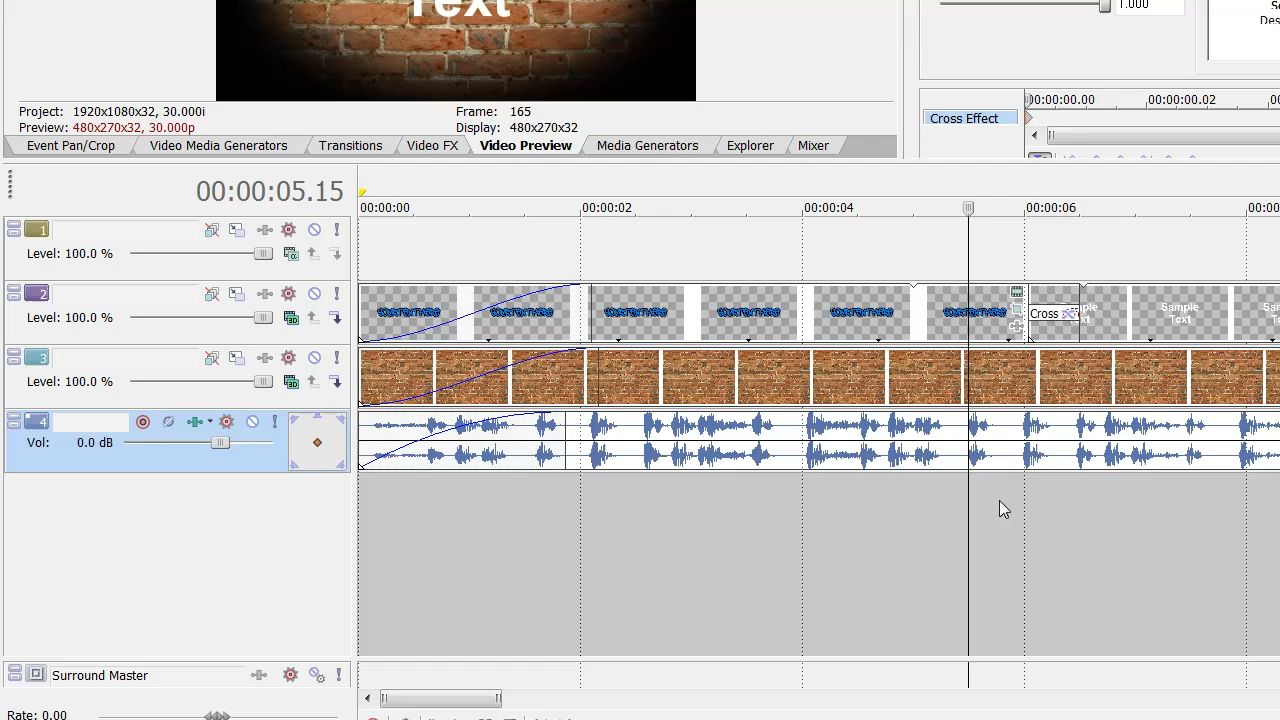 Text
1.000
Project: 1920x1080x32, 30.000i
Frame: 165
Preview: 480x270x32, 30.000p
Display: 480x270x32
Event Pan/Crop
Video Media Generators
Transitions
Video FX
Video Preview
Media Generators
Explorer
Mixer
00:00:00.00
00:00:00.02
Cross Effect
00:00:05.15
00:00:00
00:00:02
00:00:04
00:00:06
00:00
1
Level: 100.0 %
2
Level: 100.0 %
Cross
Sample
Text
3
Level: 100.0 %
4
Vol: 0.0 dB
Surround Master
Rate: 0.00